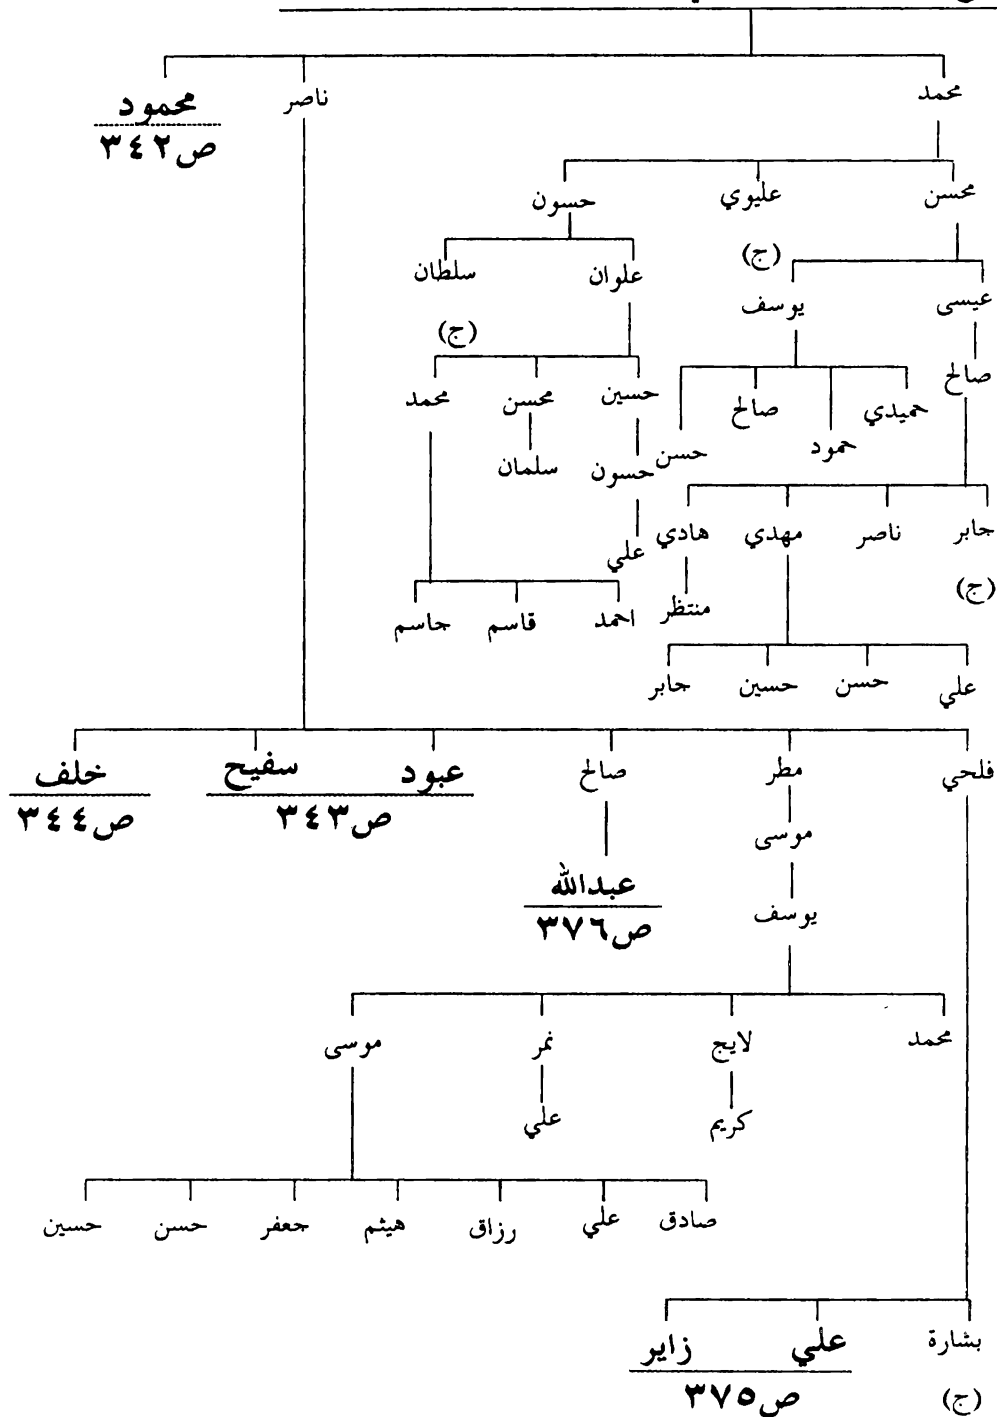 محمد ناصر محمود
ص٣٤٢
محسن عليوي حسون
(ج)
عيسى يوسف علوان سلطان
(ج)
صالح حميدي حمود صالح حسن
حسين محسن محمد
حسون سلمان
جابر ناصر مهدي هادي
علي
(ج)
منتظر
احمد قاسم جاسم
علي حسن حسين جابر
فلحي مطر صالح عبود سفيح خلف
ص٣٤٣ ص٣٤٤
موسى
عبدالله
ص٣٧٦
يوسف
محمد لايج نمر موسى
كريم علي
صادق علي رزاق هيثم جعفر حسن حسين
بشارة علي زاير
(ج) ص٣٧٥